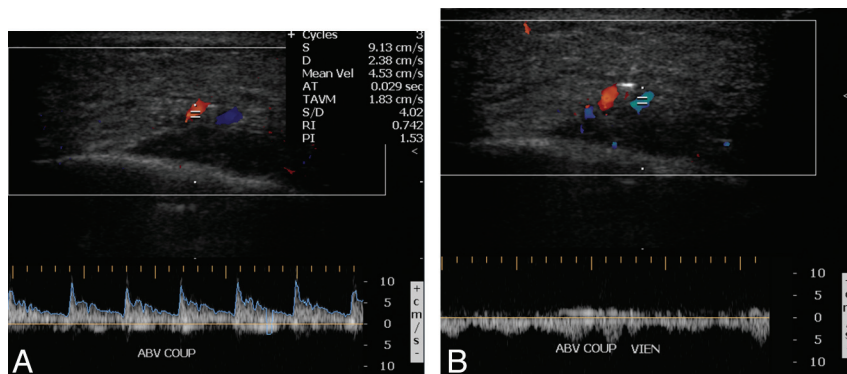 + Cycles 3
S 9.13 cm/s
D 2.38 cm/s
Mean Vel 4.53 cm/s
AT 0.029 sec
TAVM 1.83 cm/s
S/D 4.02
RI 0.742
PI 1.53
<
- 10
- 5
- 0
- 5
- 10
+
c
m
/
s
-
ABV COUP
A
<
- 10
- 5
- 0
- 5
- 10
ABV COUP VIEN
B